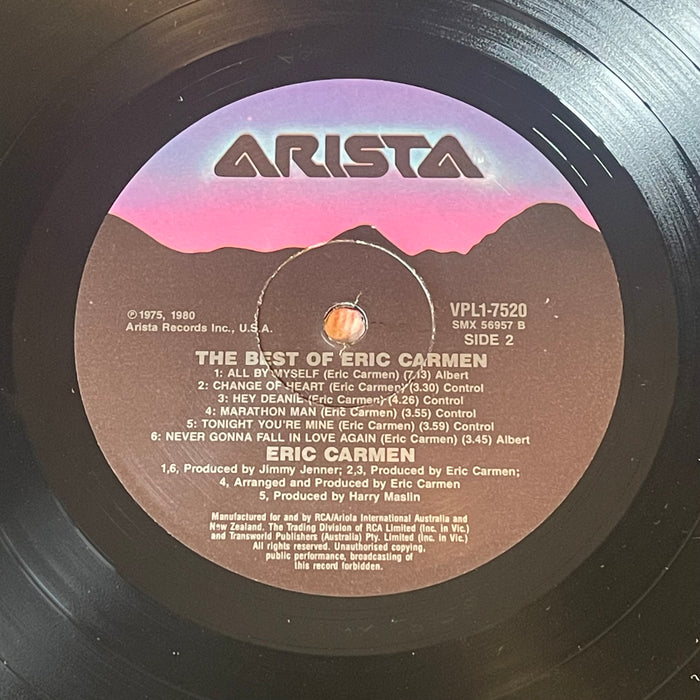 ARISTA
℗ 1975, 1980
Arista Records Inc., U.S.A.
VPL1-7520
SMX 56957 B
SIDE 2
THE BEST OF ERIC CARMEN
1: ALL BY MYSELF (Eric Carmen) (7.13) Albert
2: CHANGE OF HEART (Eric Carmen) (3.30) Control
3: HEY DEANIE (Eric Carmen) (4.26) Control
4: MARATHON MAN (Eric Carmen) (3.55) Control
5: TONIGHT YOU'RE MINE (Eric Carmen) (3.59) Control
6: NEVER GONNA FALL IN LOVE AGAIN (Eric Carmen) (3.45) Albert
ERIC CARMEN
1,6, Produced by Jimmy Jenner; 2,3, Produced by Eric Carmen;
4, Arranged and Produced by Eric Carmen
5, Produced by Harry Maslin
Manufactured for and by RCA/Ariola International Australia and
New Zealand. The Trading Division of RCA Limited (Inc. in Vic.)
and Transworld Publishers (Australia) Pty. Limited (Inc. in Vic.)
All rights reserved. Unauthorised copying,
public performance, broadcasting of
this record forbidden.